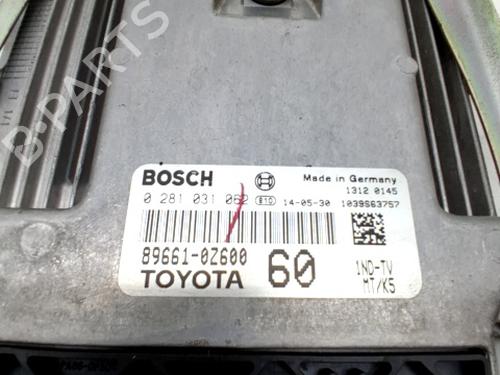 B-PARTS
BOSCH
Made in Germany
1312 0145
0 281 031 062
B10
14-05-30
1039S63757
89661-0Z600
60
1ND-TV
TOYOTA
MT/K5